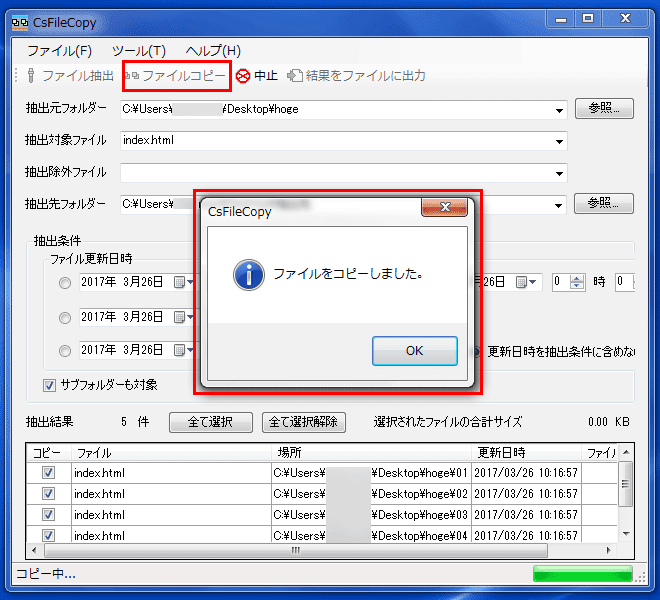 CsFileCopy
ファイル(F) ツール(T) ヘルプ(H)
ファイル抽出 ファイルコピー 中止 結果をファイルに出力
抽出元フォルダー C:¥Users¥ ¥Desktop¥hoge 参照...
抽出対象ファイル index.html
抽出除外ファイル
抽出先フォルダー C:¥Users¥ 参照...
CsFileCopy
ファイルをコピーしました。
OK
抽出条件
ファイル更新日時
2017年 3月26日 26日 0 時 0
2017年 3月26日
2017年 3月26日 更新日時を抽出条件に含めな
サブフォルダーも対象
抽出結果 5 件 全て選択 全て選択解除 選択されたファイルの合計サイズ 0.00 KB
コピー ファイル 場所 更新日時 ファイル
index.html C:¥Users¥ ¥Desktop¥hoge¥01 2017/03/26 10:16:57
index.html C:¥Users¥ ¥Desktop¥hoge¥02 2017/03/26 10:16:57
index.html C:¥Users¥ ¥Desktop¥hoge¥03 2017/03/26 10:16:57
index.html C:¥Users¥ ¥Desktop¥hoge¥04 2017/03/26 10:16:57
コピー中...